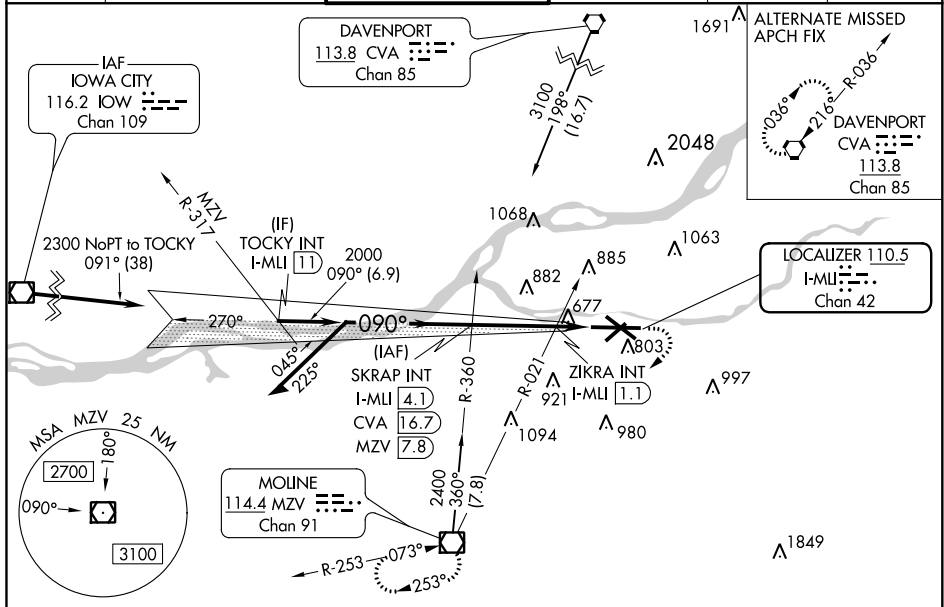 DAVENPORT
113.8 CVA
Chan 85
1691
ALTERNATE MISSED
APCH FIX
R-036
036°
216°
DAVENPORT
CVA
113.8
Chan 85
IAF
IOWA CITY
116.2 IOW
Chan 109
3100
198°
(16.7)
2048
MZV
R-317
(IF)
TOCKY INT
I-MLI 11
1068
1063
2300 NoPT to TOCKY
091° (38)
2000
090° (6.9)
882
885
LOCALIZER 110.5
I-MLI
Chan 42
270°
090°
677
803
045°
225°
(IAF)
SKRAP INT
I-MLI 4.1
CVA 16.7
MZV 7.8
R-360
R-021
ZIKRA INT
I-MLI 1.1
921
997
1094
980
MSA MZV 25 NM
180°
2700
090°
3100
MOLINE
114.4 MZV
Chan 91
2400
360°
(7.8)
R-253
073°
253°
1849